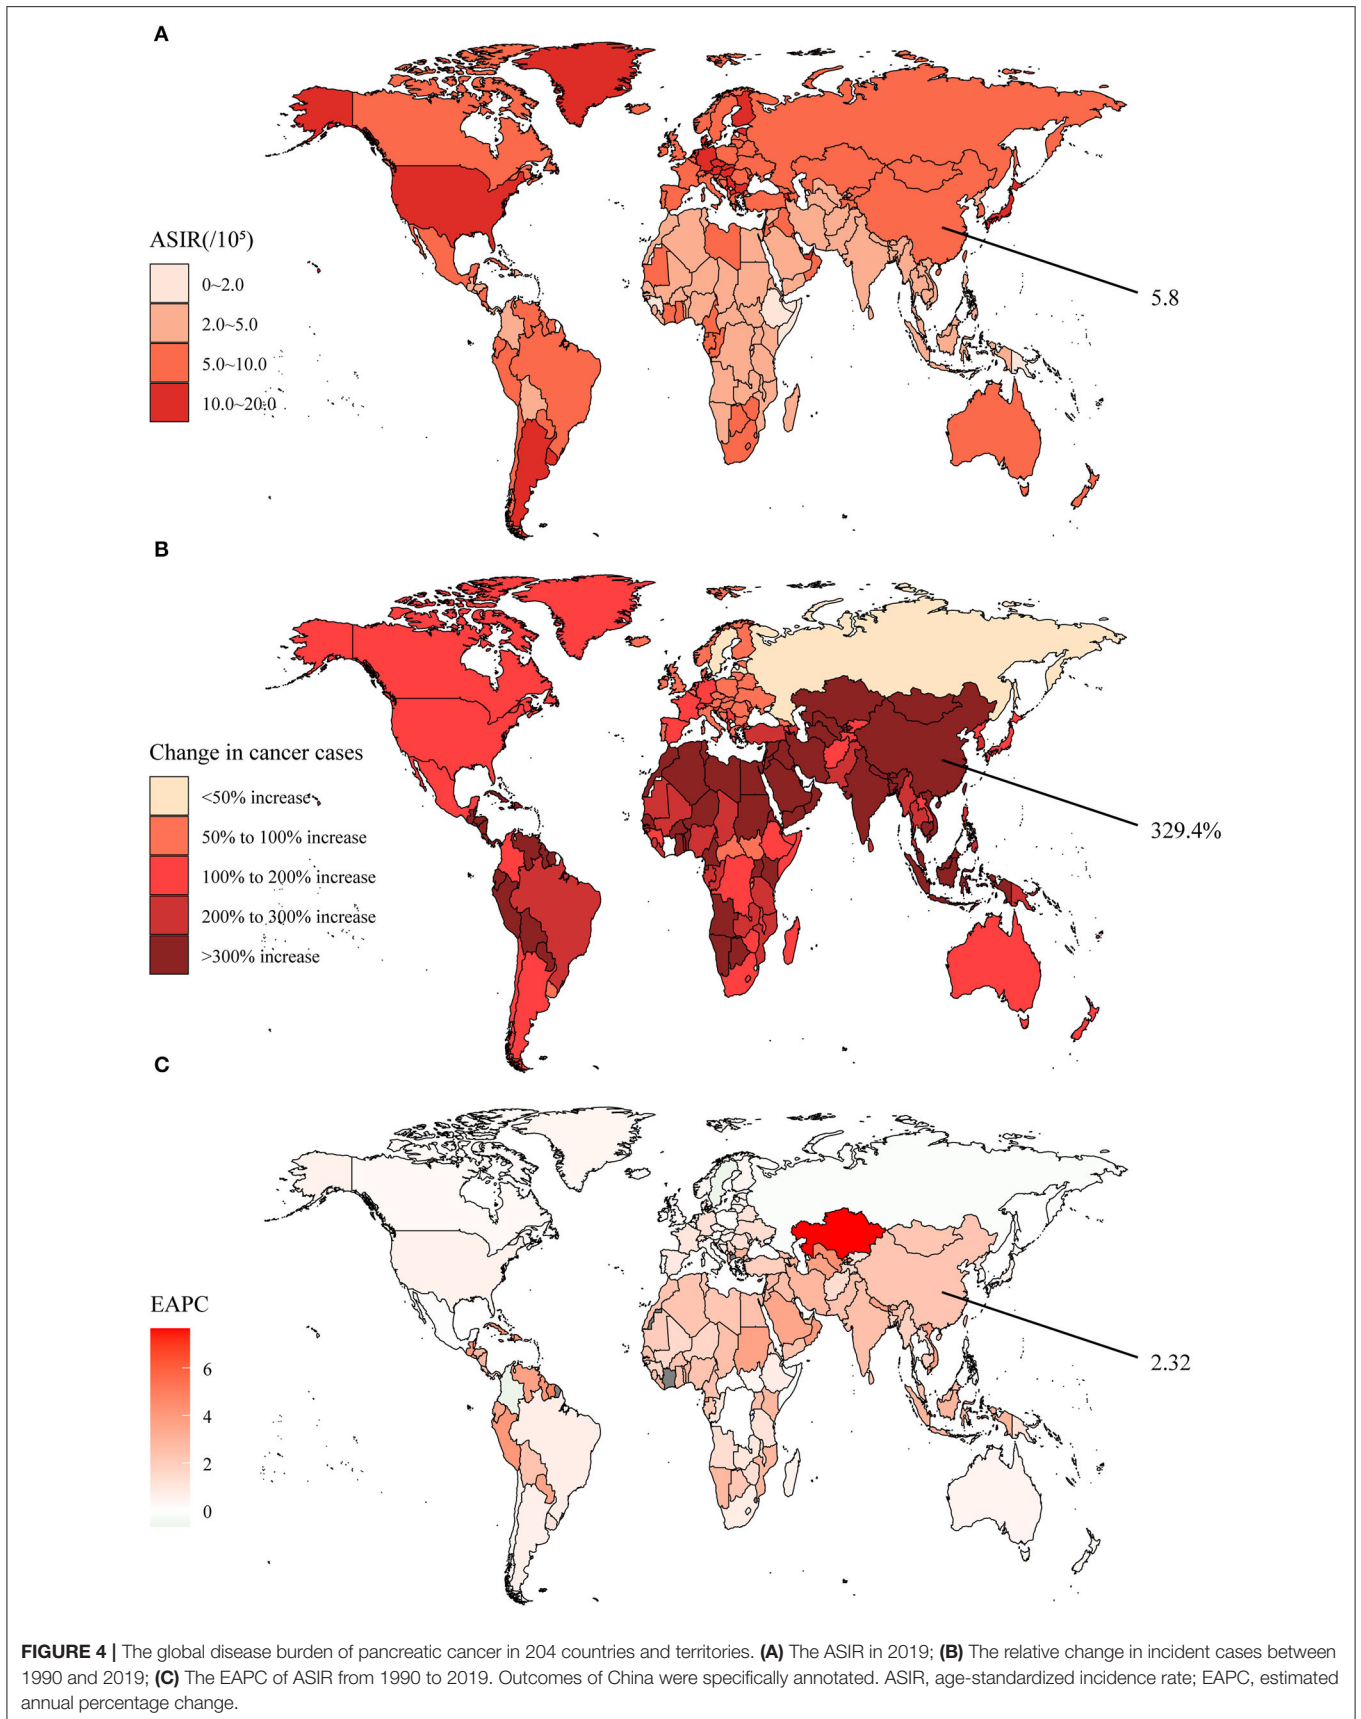 A
ASIR(/10⁵)
0~2.0
2.0~5.0
5.0~10.0
10.0~20.0
5.8
B
Change in cancer cases
<50% increase
50% to 100% increase
100% to 200% increase
200% to 300% increase
>300% increase
329.4%
C
EAPC
6
4
2
0
2.32
FIGURE 4 | The global disease burden of pancreatic cancer in 204 countries and territories. (A) The ASIR in 2019; (B) The relative change in incident cases between
1990 and 2019; (C) The EAPC of ASIR from 1990 to 2019. Outcomes of China were specifically annotated. ASIR, age-standardized incidence rate; EAPC, estimated
annual percentage change.